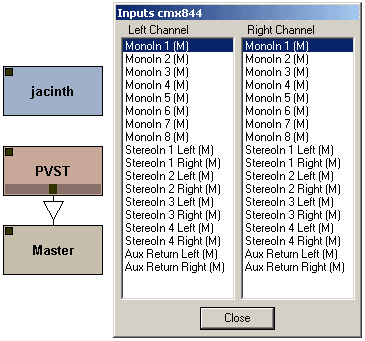 Inputs cmx844
Left Channel Right Channel
MonoIn 1 (M) MonoIn 1 (M)
MonoIn 2 (M) MonoIn 2 (M)
MonoIn 3 (M) MonoIn 3 (M)
MonoIn 4 (M) MonoIn 4 (M)
MonoIn 5 (M) MonoIn 5 (M)
MonoIn 6 (M) MonoIn 6 (M)
MonoIn 7 (M) MonoIn 7 (M)
MonoIn 8 (M) MonoIn 8 (M)
StereoIn 1 Left (M) StereoIn 1 Left (M)
StereoIn 1 Right (M) StereoIn 1 Right (M)
StereoIn 2 Left (M) StereoIn 2 Left (M)
StereoIn 2 Right (M) StereoIn 2 Right (M)
StereoIn 3 Left (M) StereoIn 3 Left (M)
StereoIn 3 Right (M) StereoIn 3 Right (M)
StereoIn 4 Left (M) StereoIn 4 Left (M)
StereoIn 4 Right (M) StereoIn 4 Right (M)
Aux Return Left (M) Aux Return Left (M)
Aux Return Right (M) Aux Return Right (M)
Close
jacinth
PVST
Master